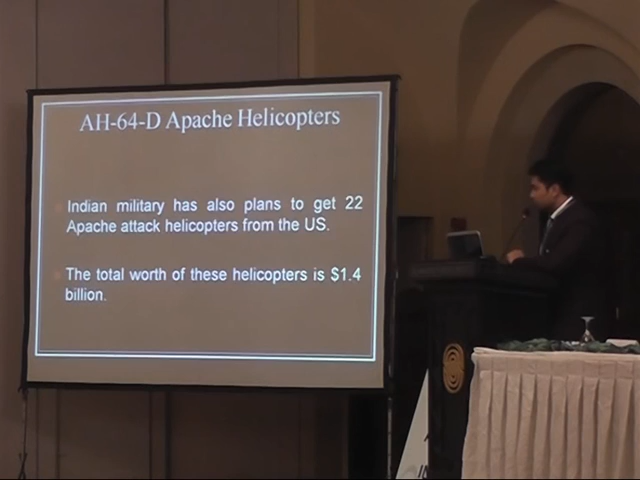 AH-64-D Apache Helicopters
Indian military has also plans to get 22
Apache attack helicopters from the US.
The total worth of these helicopters is $1.4
billion.